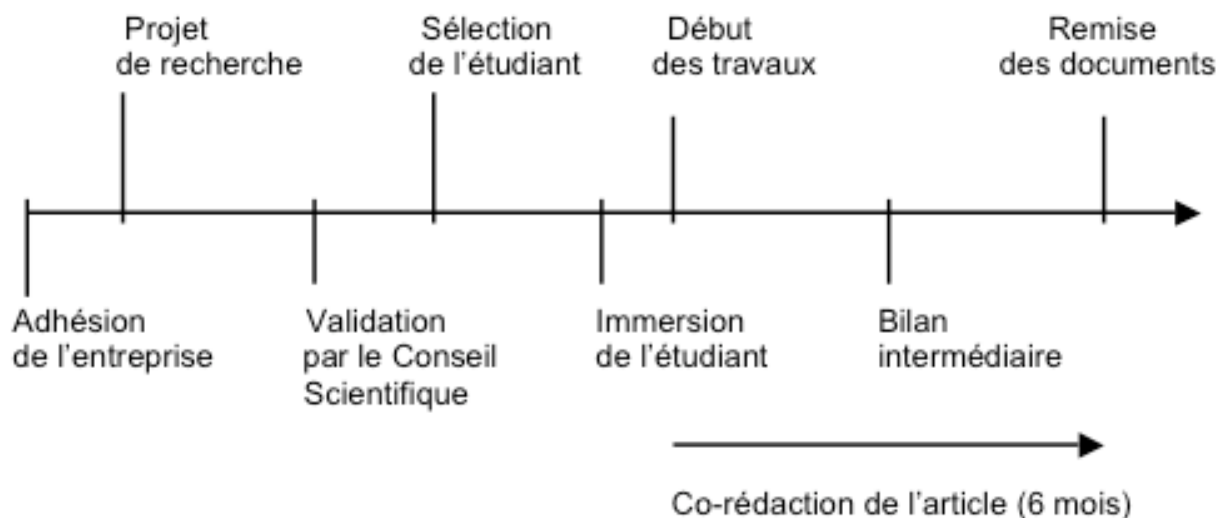 Projet
de recherche
Sélection
de l'étudiant
Début
des travaux
Remise
des documents
Adhésion
de l'entreprise
Validation
par le Conseil
Scientifique
Immersion
de l'étudiant
Bilan
intermédiaire
Co-rédaction de l'article (6 mois)